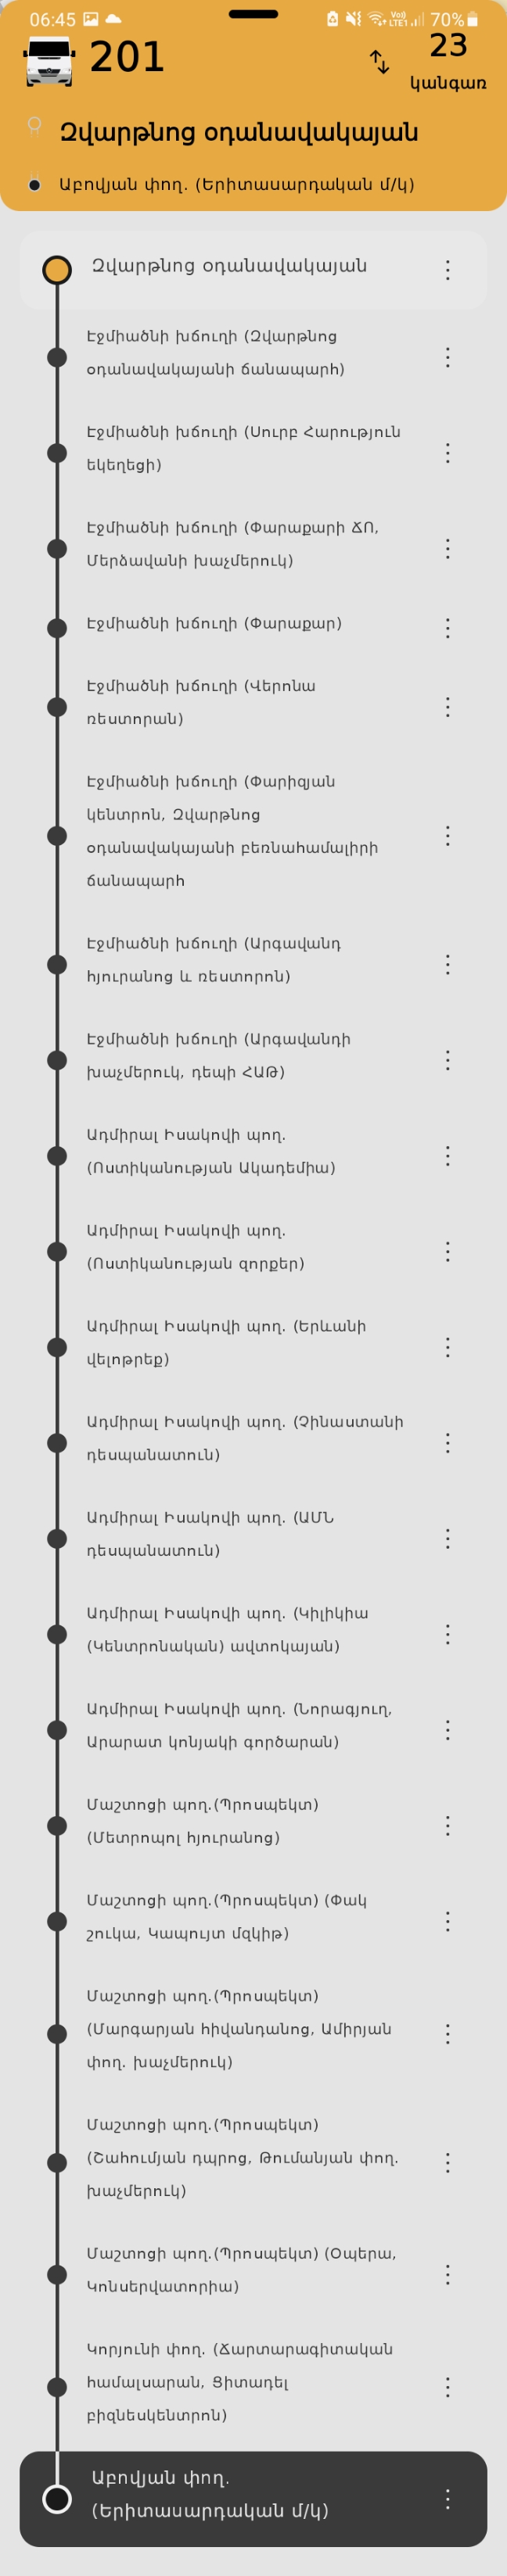 06:45
Vo)) LTE1 70%
201
23
կանգառ
Զվարթնոց օդանավակայան
Աբովյան փող. (Երիտասարդական մ/կ)
Զվարթնոց օդանավակայան
Էջմիածնի խճուղի (Զվարթնոց
օդանավակայանի ճանապարհ)
Էջմիածնի խճուղի (Սուրբ Հարություն
եկեղեցի)
Էջմիածնի խճուղի (Փարաքարի ՃՈ,
Մերձավանի խաչմերուկ)
Էջմիածնի խճուղի (Փարաքար)
Էջմիածնի խճուղի (Վերոնա
ռեստորան)
Էջմիածնի խճուղի (Փարիզյան
կենտրոն, Զվարթնոց
օդանավակայանի բեռնահամալիրի
ճանապարհ
Էջմիածնի խճուղի (Արգավանդ
հյուրանոց և ռեստորոն)
Էջմիածնի խճուղի (Արգավանդի
խաչմերուկ, դեպի ՀԱԹ)
Ադմիրալ Իսակովի պող.
(Ոստիկանության Ակադեմիա)
Ադմիրալ Իսակովի պող.
(Ոստիկանության զորքեր)
Ադմիրալ Իսակովի պող. (Երևանի
վելոթրեք)
Ադմիրալ Իսակովի պող. (Չինաստանի
դեսպանատուն)
Ադմիրալ Իսակովի պող. (ԱՄՆ
դեսպանատուն)
Ադմիրալ Իսակովի պող. (Կիլիկիա
(Կենտրոնական) ավտոկայան)
Ադմիրալ Իսակովի պող. (Նորագյուղ,
Արարատ կոնյակի գործարան)
Մաշտոցի պող.(Պրոսպեկտ)
(Մետրոպոլ հյուրանոց)
Մաշտոցի պող.(Պրոսպեկտ) (Փակ
շուկա, Կապույտ մզկիթ)
Մաշտոցի պող.(Պրոսպեկտ)
(Մարգարյան հիվանդանոց, Ամիրյան
փող. խաչմերուկ)
Մաշտոցի պող.(Պրոսպեկտ)
(Շահումյան դպրոց, Թումանյան փող.
խաչմերուկ)
Մաշտոցի պող.(Պրոսպեկտ) (Օպերա,
Կոնսերվատորիա)
Կորյունի փող. (Ճարտարագիտական
համալսարան, Ցիտադել
բիզնեսկենտրոն)
Աբովյան փող.
(Երիտասարդական մ/կ)